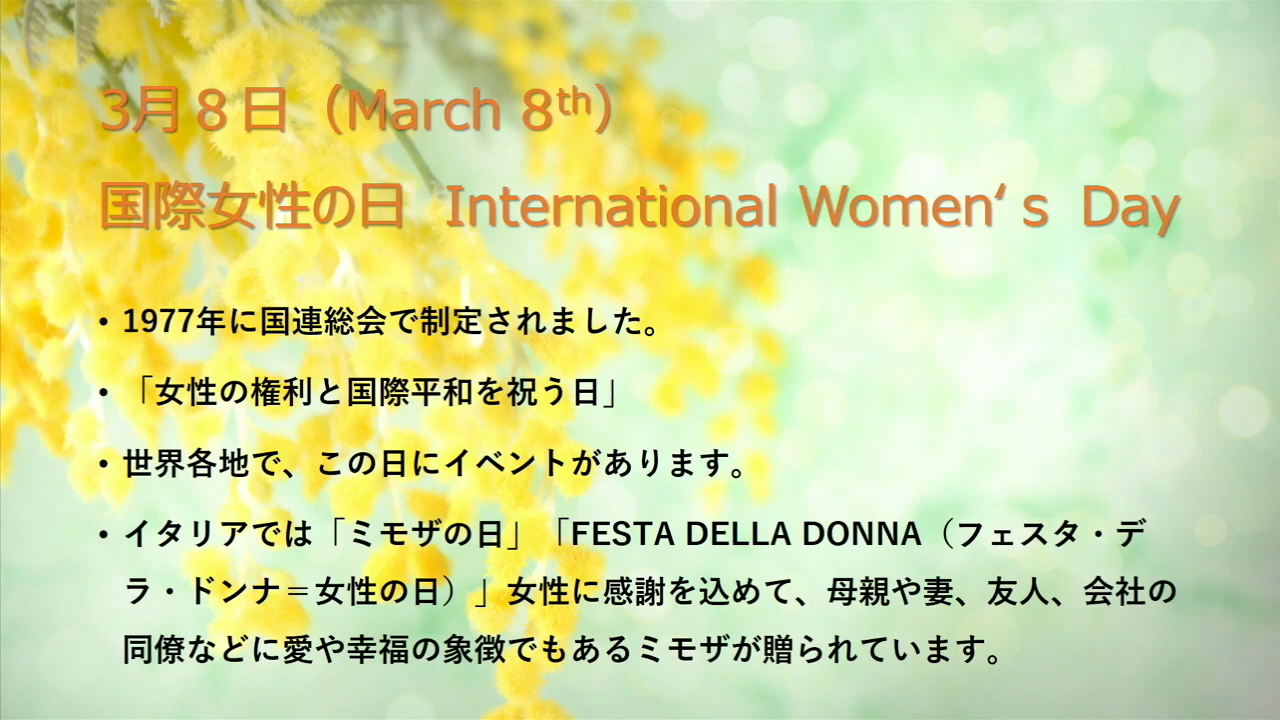 3月８日（March 8th）
国際女性の日　International Women‘ｓ Day
• 1977年に国連総会で制定されました。
• 「女性の権利と国際平和を祝う日」
• 世界各地で、この日にイベントがあります。
• イタリアでは「ミモザの日」「FESTA DELLA DONNA（フェスタ・デ
ラ・ドンナ＝女性の日）」女性に感謝を込めて、母親や妻、友人、会社の
同僚などに愛や幸福の象徴でもあるミモザが贈られています。